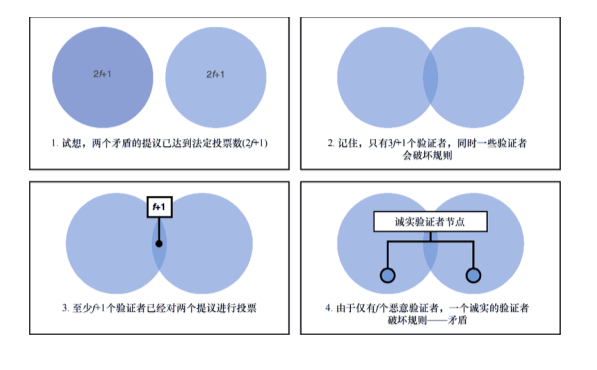 2f+1
2f+1
1. 试想，两个矛盾的提议已达到法定投票数(2f+1)
2. 记住，只有3f+1个验证者，同时一些验证者
会破坏规则
f+1
3. 至少f+1个验证者已经对两个提议进行投票
诚实验证者节点
4. 由于仅有f个恶意验证者，一个诚实的验证者
破坏规则——矛盾